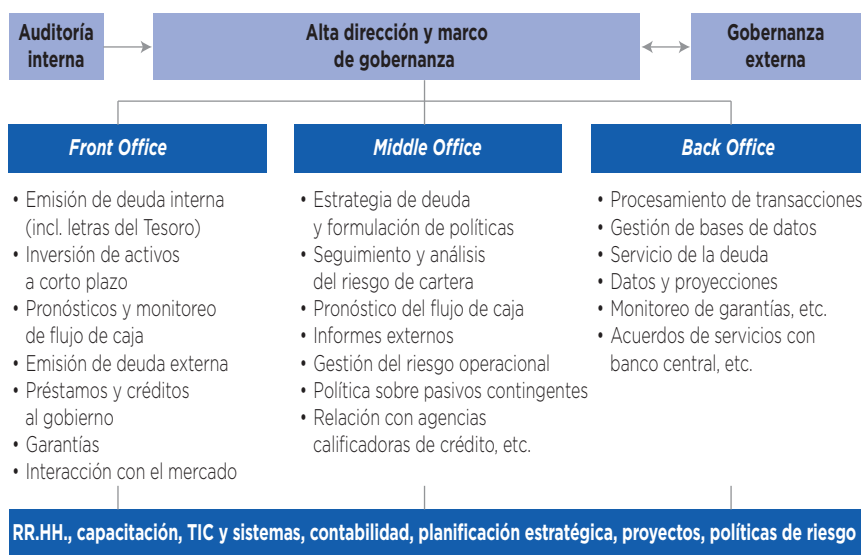 Auditoría
interna
Alta dirección y marco
de gobernanza
Gobernanza
externa
Front Office
• Emisión de deuda interna
(incl. letras del Tesoro)
• Inversión de activos
a corto plazo
• Pronósticos y monitoreo
de flujo de caja
• Emisión de deuda externa
• Préstamos y créditos
al gobierno
• Garantías
• Interacción con el mercado
Middle Office
• Estrategia de deuda
y formulación de políticas
• Seguimiento y análisis
del riesgo de cartera
• Pronóstico del flujo de caja
• Informes externos
• Gestión del riesgo operacional
• Política sobre pasivos contingentes
• Relación con agencias
calificadoras de crédito, etc.
Back Office
• Procesamiento de transacciones
• Gestión de bases de datos
• Servicio de la deuda
• Datos y proyecciones
• Monitoreo de garantías, etc.
• Acuerdos de servicios con
banco central, etc.
RR.HH., capacitación, TIC y sistemas, contabilidad, planificación estratégica, proyectos, políticas de riesgo